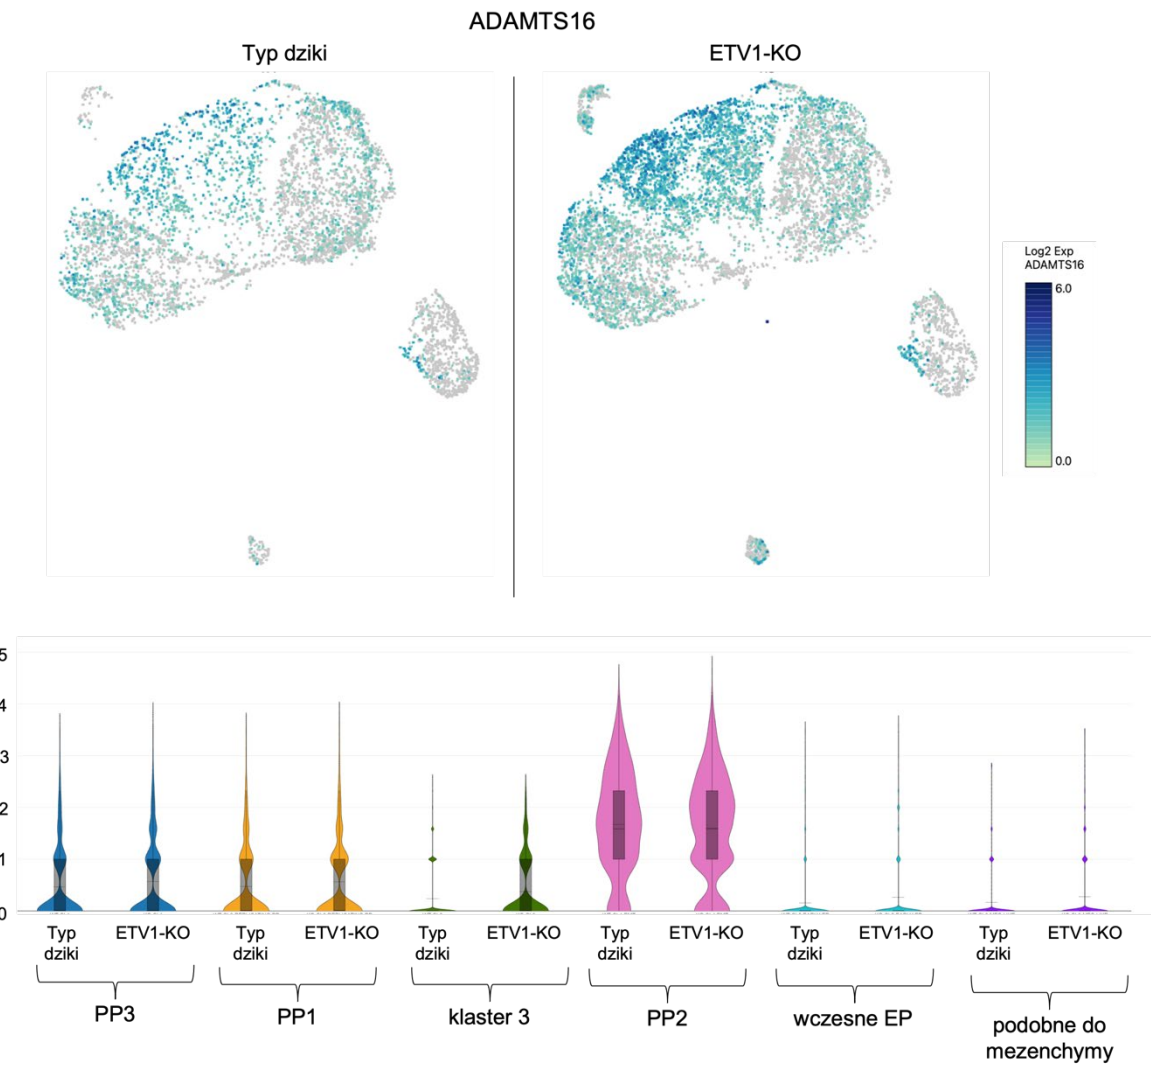 ADAMTS16
Typ dziki
ETV1-KO
Log2 Exp
ADAMTS16
6.0
0.0
5
4
3
2
1
0
Typ dziki ETV1-KO Typ dziki ETV1-KO Typ dziki ETV1-KO Typ dziki ETV1-KO Typ dziki ETV1-KO Typ dziki ETV1-KO
PP3 PP1 klaster 3 PP2 wczesne EP podobne do
mezenchymy